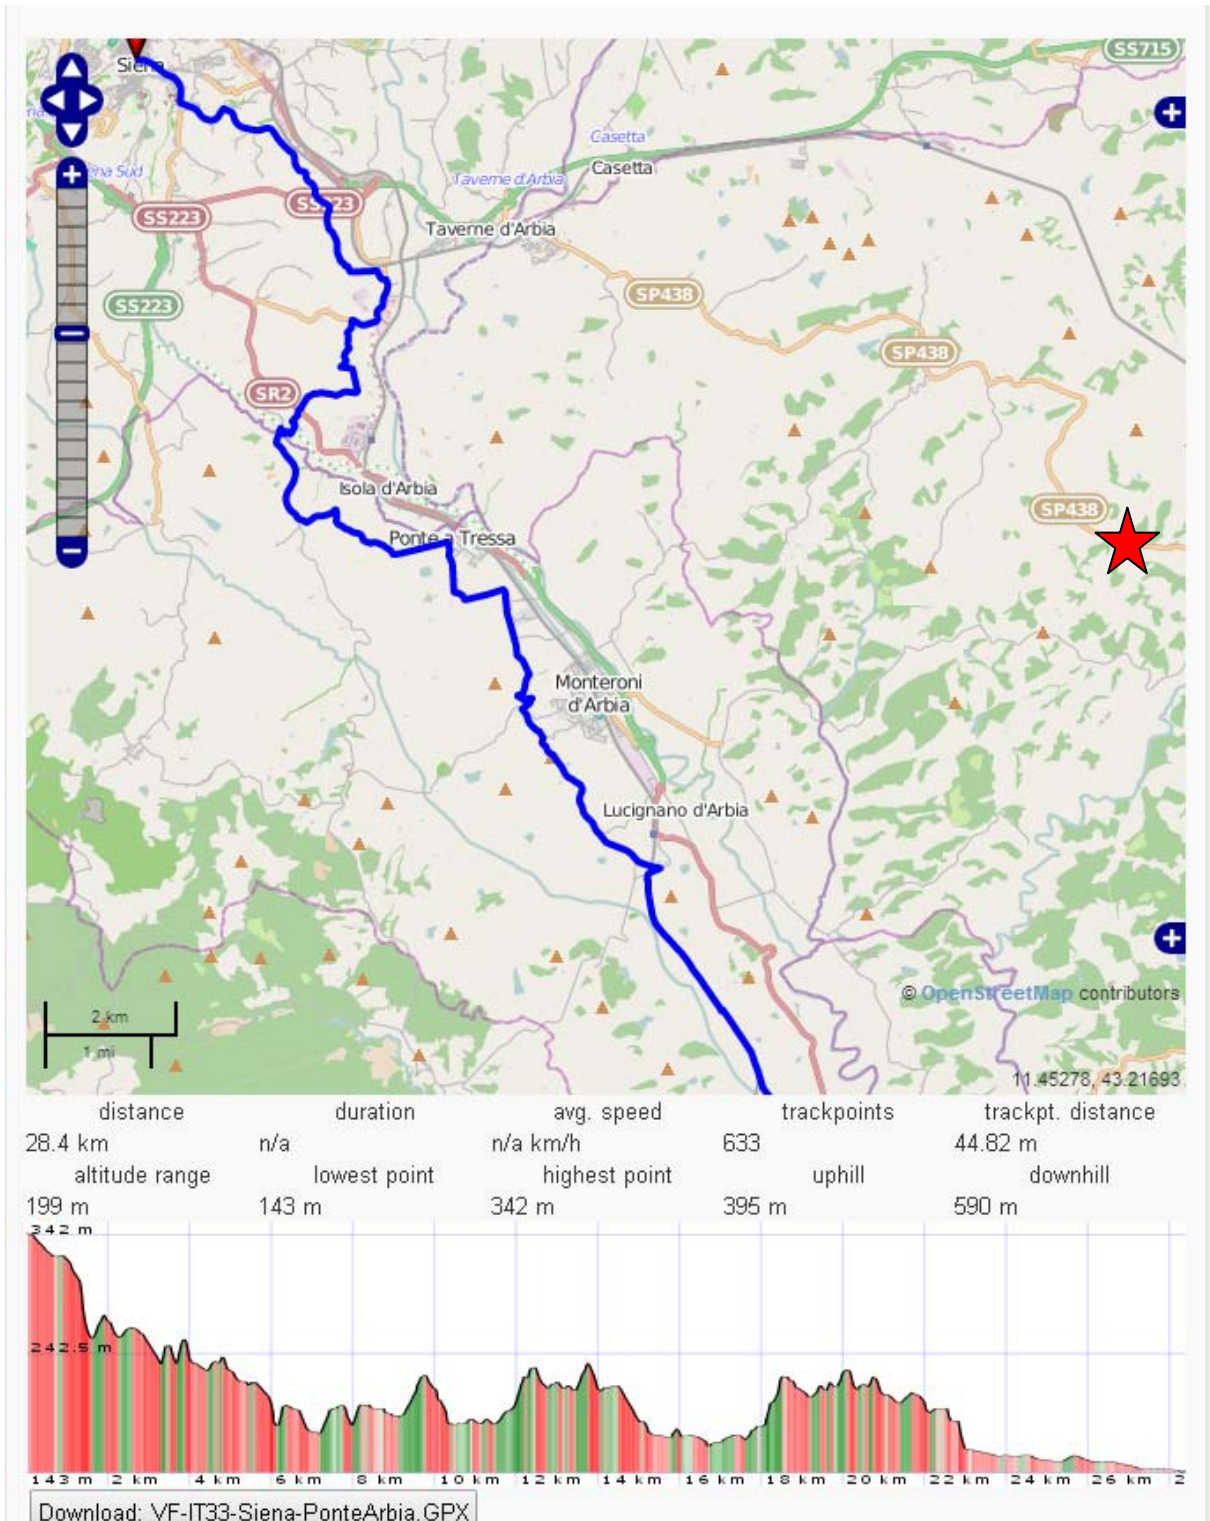 SS715
Siena
Casetta
Casetta
ena Sud
Taverne d'Arbia
SS223
SS223
Taverne d'Arbia
SS223
SP438
SP438
SR2
Isola d'Arbia
SP438
Ponte a Tressa
Monteroni
d'Arbia
Lucignano d'Arbia
© OpenStreetMap contributors
2 km
1 mi
11.45278, 43.21693
distance duration avg. speed trackpoints trackpt. distance
28.4 km n/a n/a km/h 633 44.82 m
altitude range lowest point highest point uphill downhill
199 m 143 m 342 m 395 m 590 m
342 m
242.5 m
143 m 2 km 4 km 6 km 8 km 10 km 12 km 14 km 16 km 18 km 20 km 22 km 24 km 26 km 2
Download: VF-IT33-Siena-PonteArbia.GPX